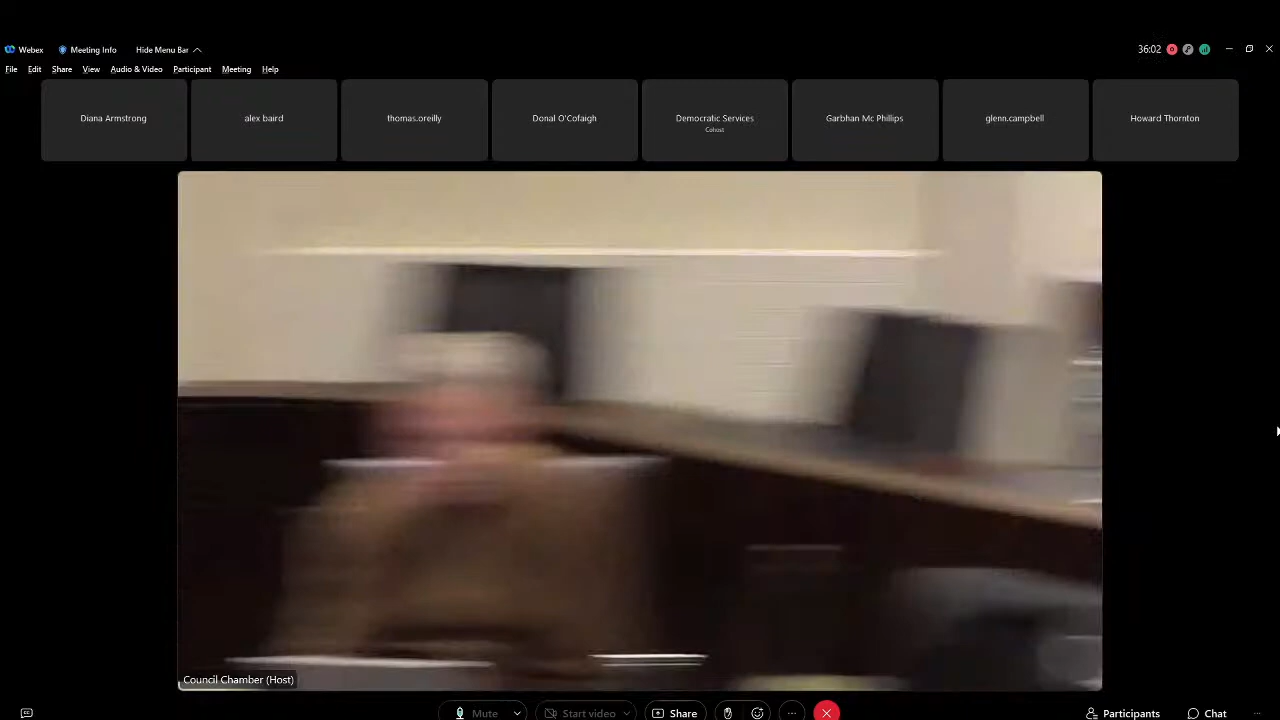 Webex Meeting Info Hide Menu Bar 36:02
File Edit Share View Audio & Video Participant Meeting Help
Diana Armstrong alex baird thomas.oreilly Donal O'Cofaigh Democratic Services Garbhan Mc Phillips glenn.campbell Howard Thornton
Cohost
Council Chamber (Host)
Mute Start video Share Participants Chat